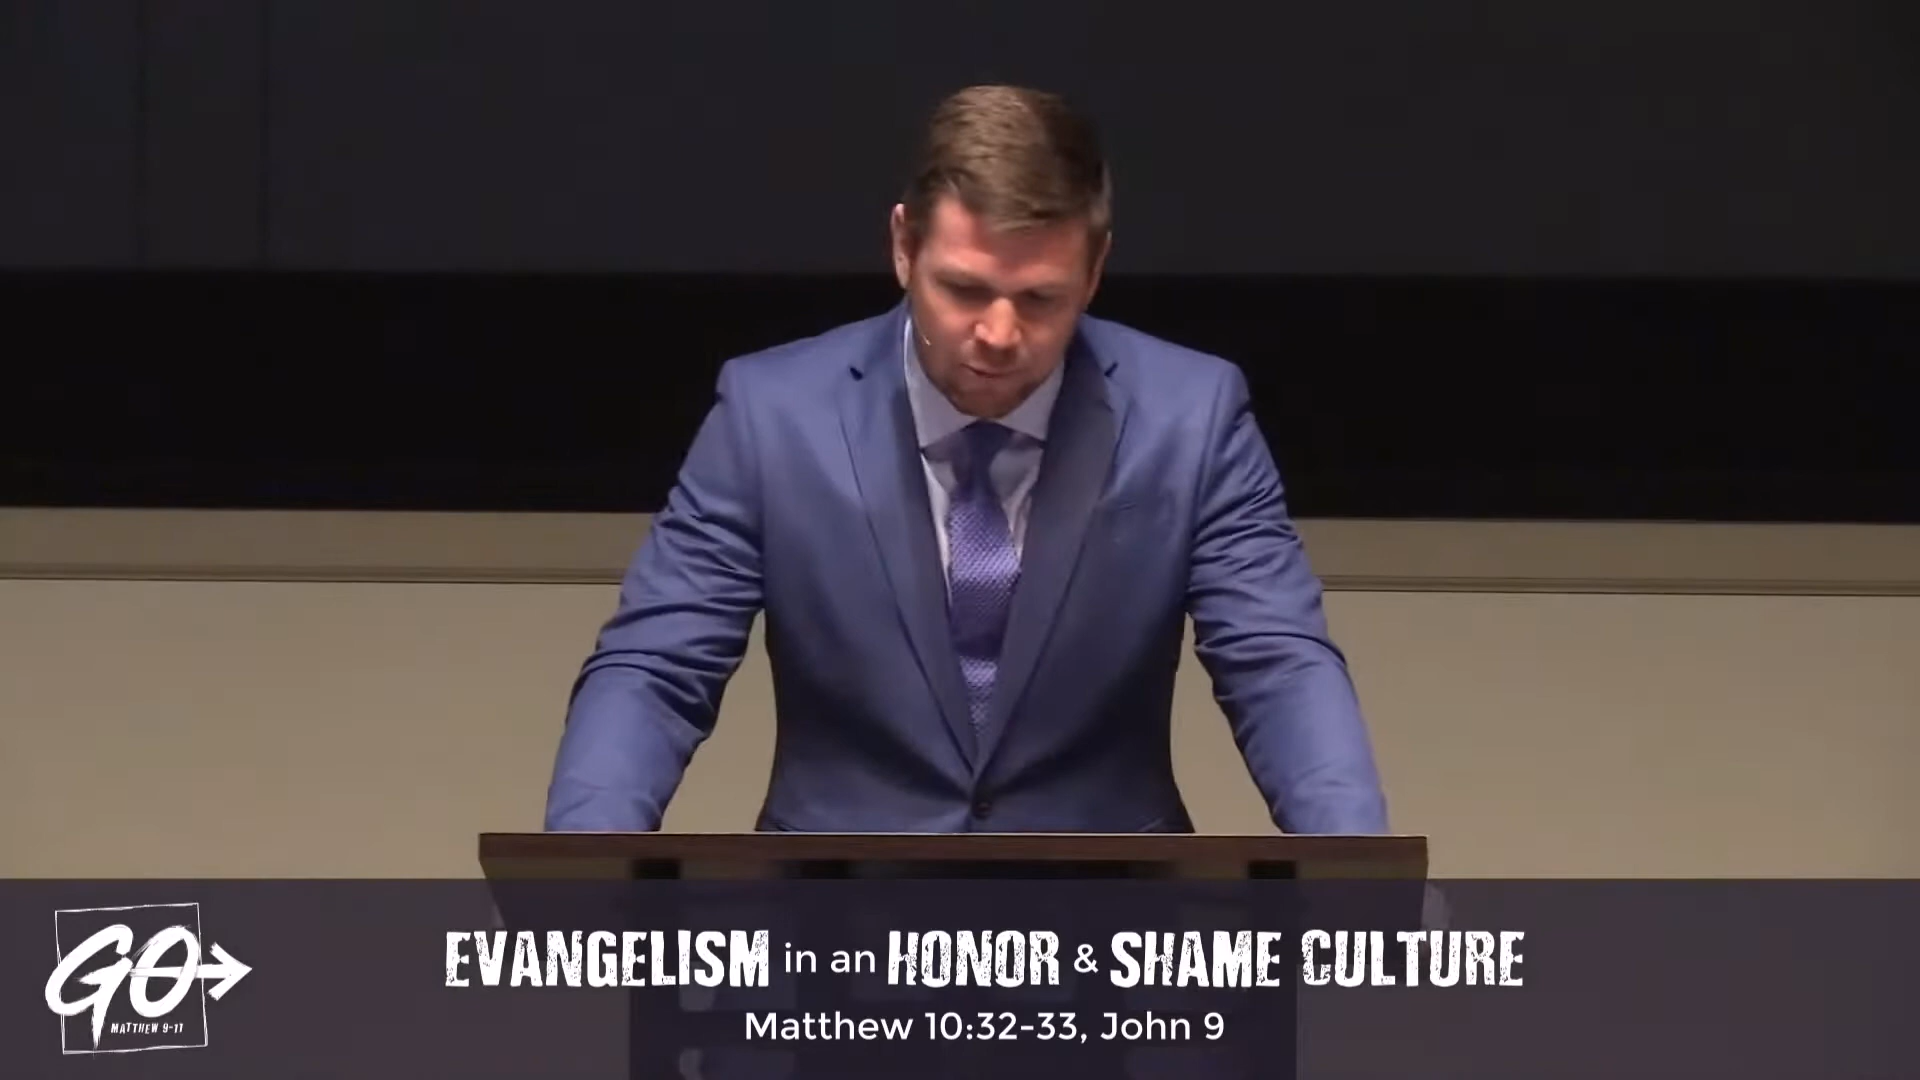 GO
MATTHEW 9-11
EVANGELISM in an HONOR & SHAME CULTURE
Matthew 10:32-33, John 9